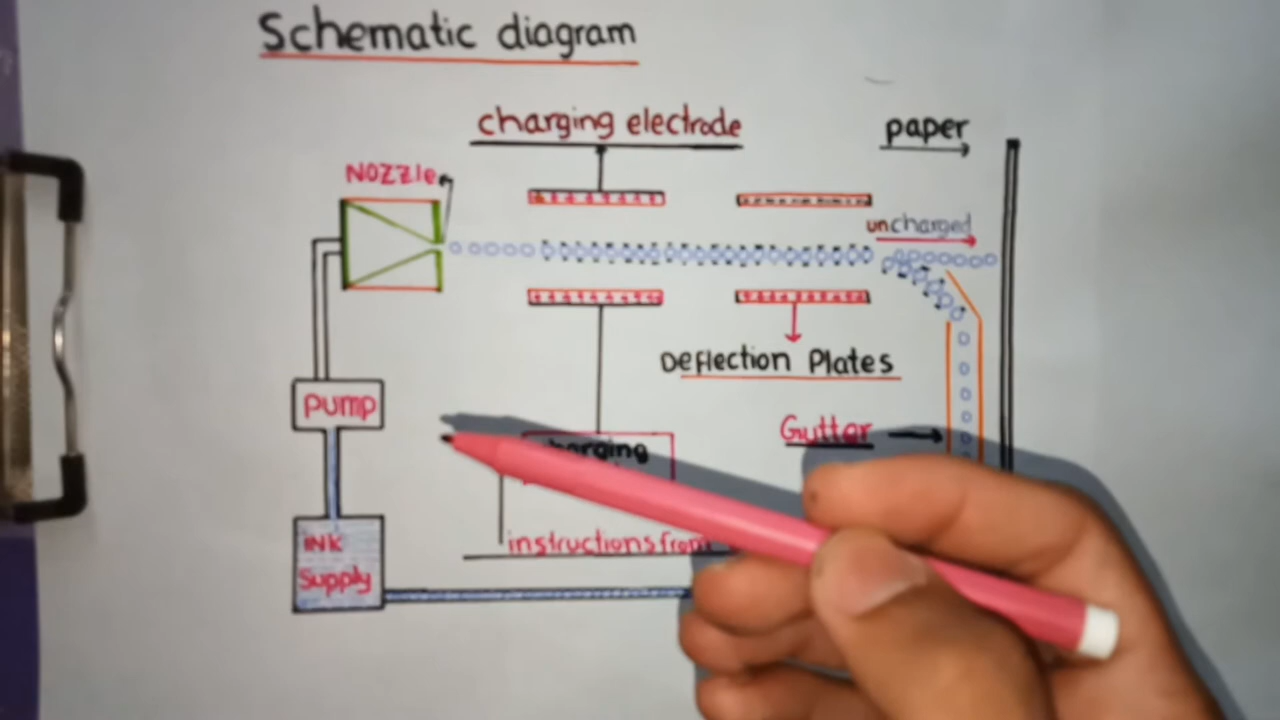 Schematic diagram
charging electrode
paper
Nozzle
uncharged
Deflection Plates
Pump
Gutter
ink
Supply
instructions from